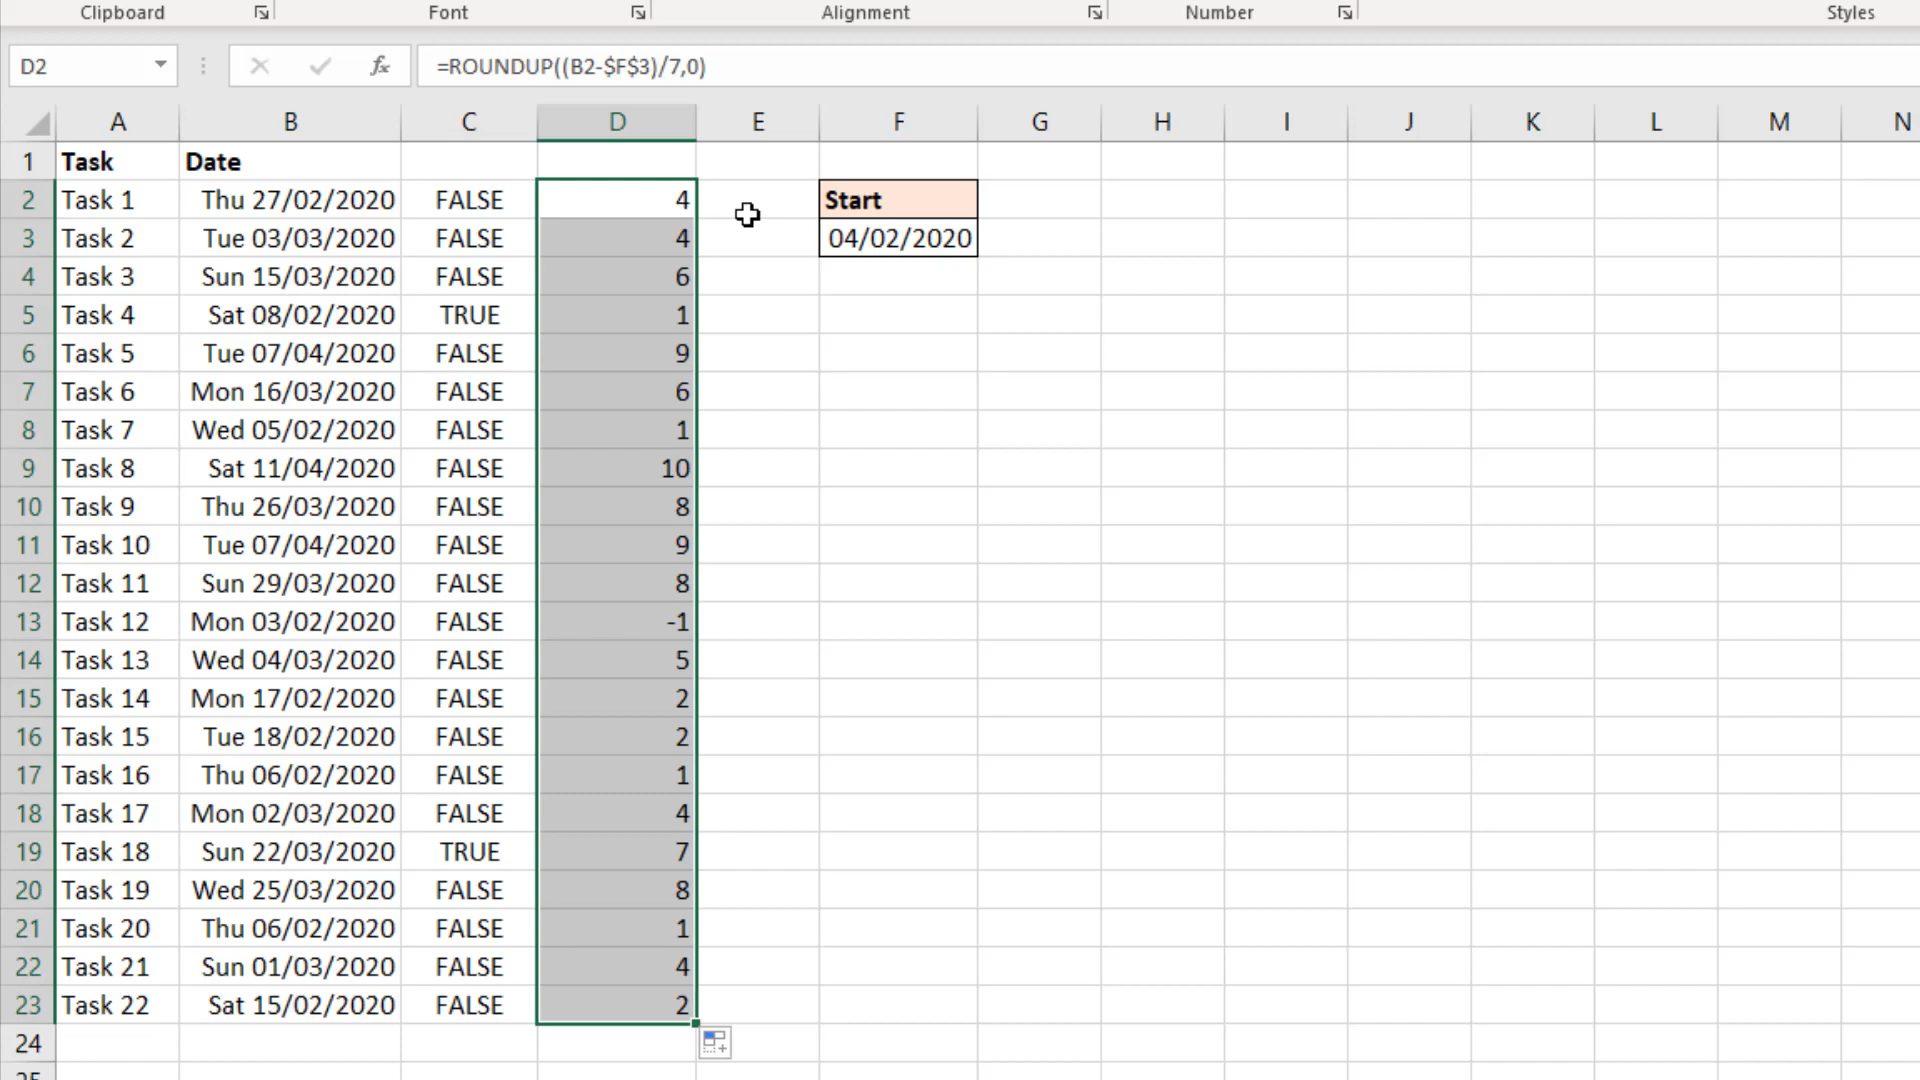 Clipboard Font Alignment Number Styles
D2 fx =ROUNDUP((B2-$F$3)/7,0)
A B C D E F G H I J K L M N
1 Task Date
2 Task 1 Thu 27/02/2020 FALSE 4 Start
3 Task 2 Tue 03/03/2020 FALSE 4 04/02/2020
4 Task 3 Sun 15/03/2020 FALSE 6
5 Task 4 Sat 08/02/2020 TRUE 1
6 Task 5 Tue 07/04/2020 FALSE 9
7 Task 6 Mon 16/03/2020 FALSE 6
8 Task 7 Wed 05/02/2020 FALSE 1
9 Task 8 Sat 11/04/2020 FALSE 10
10 Task 9 Thu 26/03/2020 FALSE 8
11 Task 10 Tue 07/04/2020 FALSE 9
12 Task 11 Sun 29/03/2020 FALSE 8
13 Task 12 Mon 03/02/2020 FALSE -1
14 Task 13 Wed 04/03/2020 FALSE 5
15 Task 14 Mon 17/02/2020 FALSE 2
16 Task 15 Tue 18/02/2020 FALSE 2
17 Task 16 Thu 06/02/2020 FALSE 1
18 Task 17 Mon 02/03/2020 FALSE 4
19 Task 18 Sun 22/03/2020 TRUE 7
20 Task 19 Wed 25/03/2020 FALSE 8
21 Task 20 Thu 06/02/2020 FALSE 1
22 Task 21 Sun 01/03/2020 FALSE 4
23 Task 22 Sat 15/02/2020 FALSE 2
24